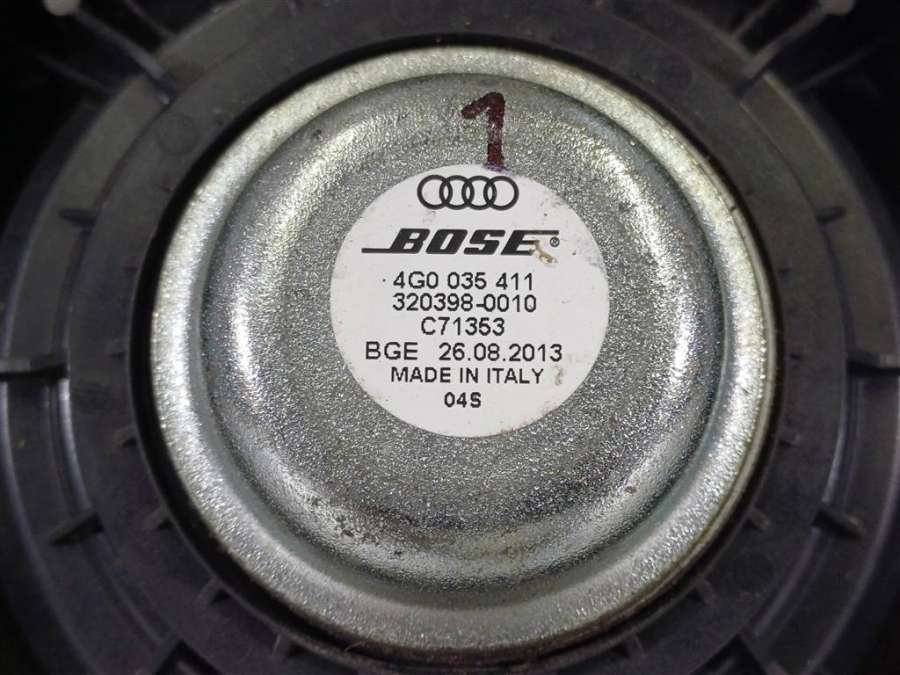 1
BOSE®
4G0 035 411
320398-0010
C71353
BGE 26.08.2013
MADE IN ITALY
04S